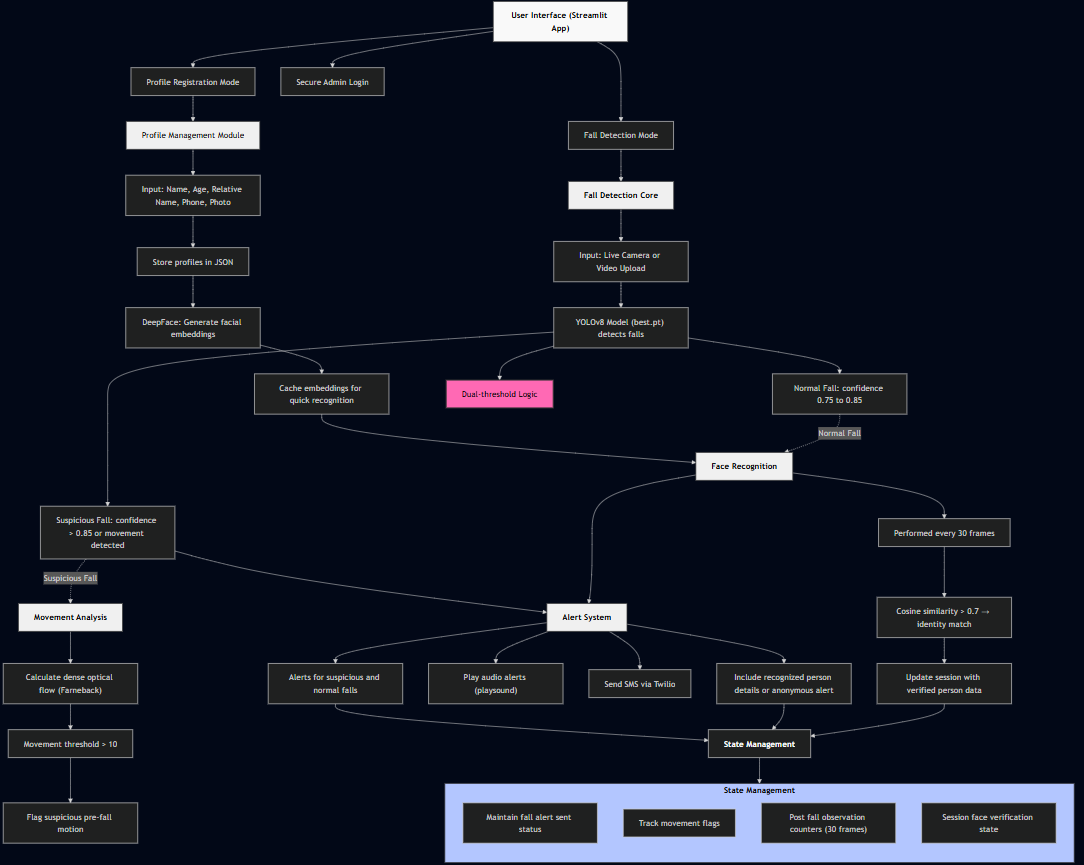 User Interface (Streamlit
App)
Profile Registration Mode
Secure Admin Login
Profile Management Module
Fall Detection Mode
Input: Name, Age, Relative
Name, Phone, Photo
Fall Detection Core
Store profiles in JSON
Input: Live Camera or
Video Upload
DeepFace: Generate facial
embeddings
YOLOv8 Model (best.pt)
detects falls
Cache embeddings for
quick recognition
Dual-threshold Logic
Normal Fall: confidence
0.75 to 0.85
Normal Fall
Face Recognition
Suspicious Fall: confidence
> 0.85 or movement
detected
Performed every 30 frames
Suspicious Fall
Movement Analysis
Alert System
Cosine similarity > 0.7 →
identity match
Calculate dense optical
flow (Farneback)
Alerts for suspicious and
normal falls
Play audio alerts
(playsound)
Send SMS via Twilio
Include recognized person
details or anonymous alert
Update session with
verified person data
Movement threshold > 10
State Management
Flag suspicious pre-fall
motion
State Management
Maintain fall alert sent
status
Track movement flags
Post fall observation
counters (30 frames)
Session face verification
state